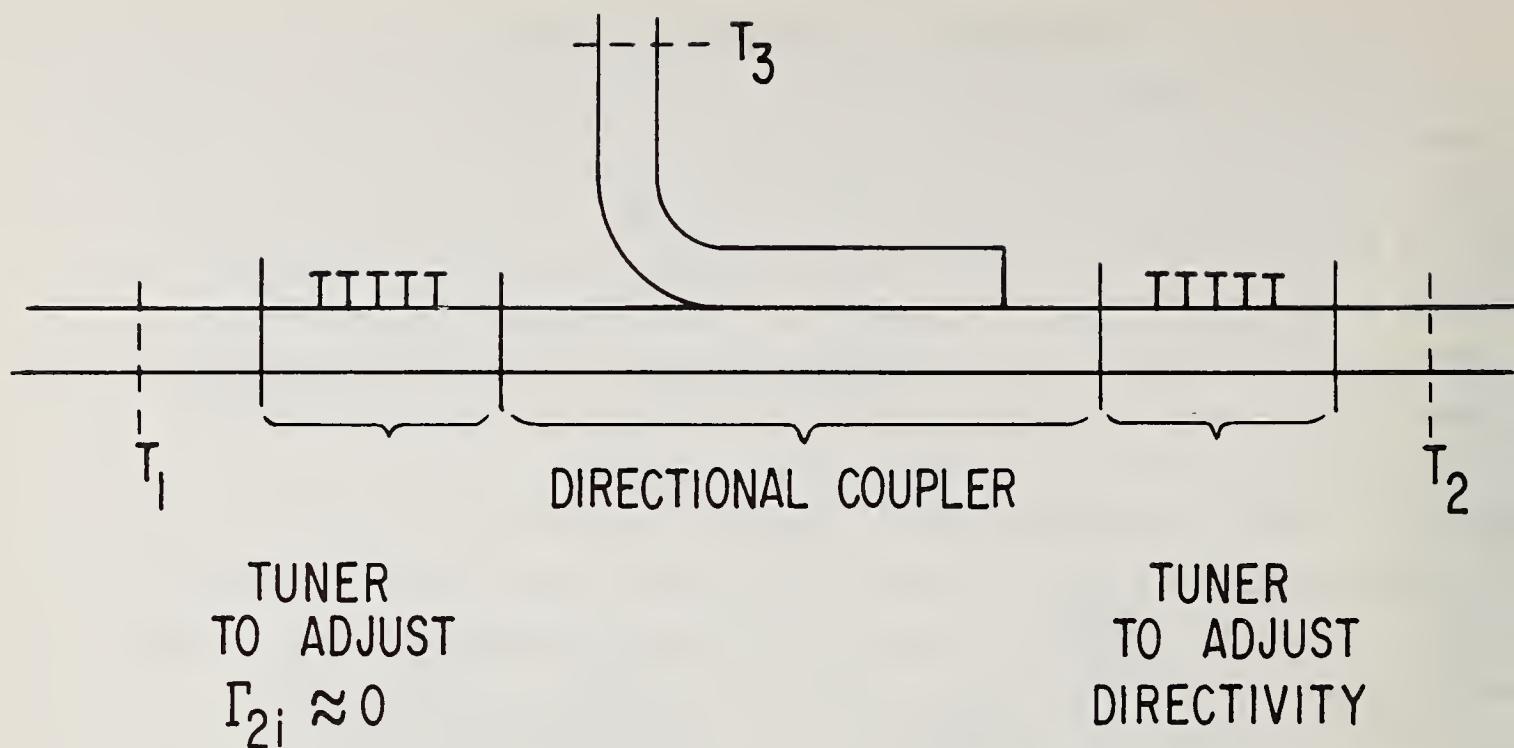 T3
T1
T2
DIRECTIONAL COUPLER
TUNER
TO ADJUST
Γ2i ≈ 0
TUNER
TO ADJUST
DIRECTIVITY